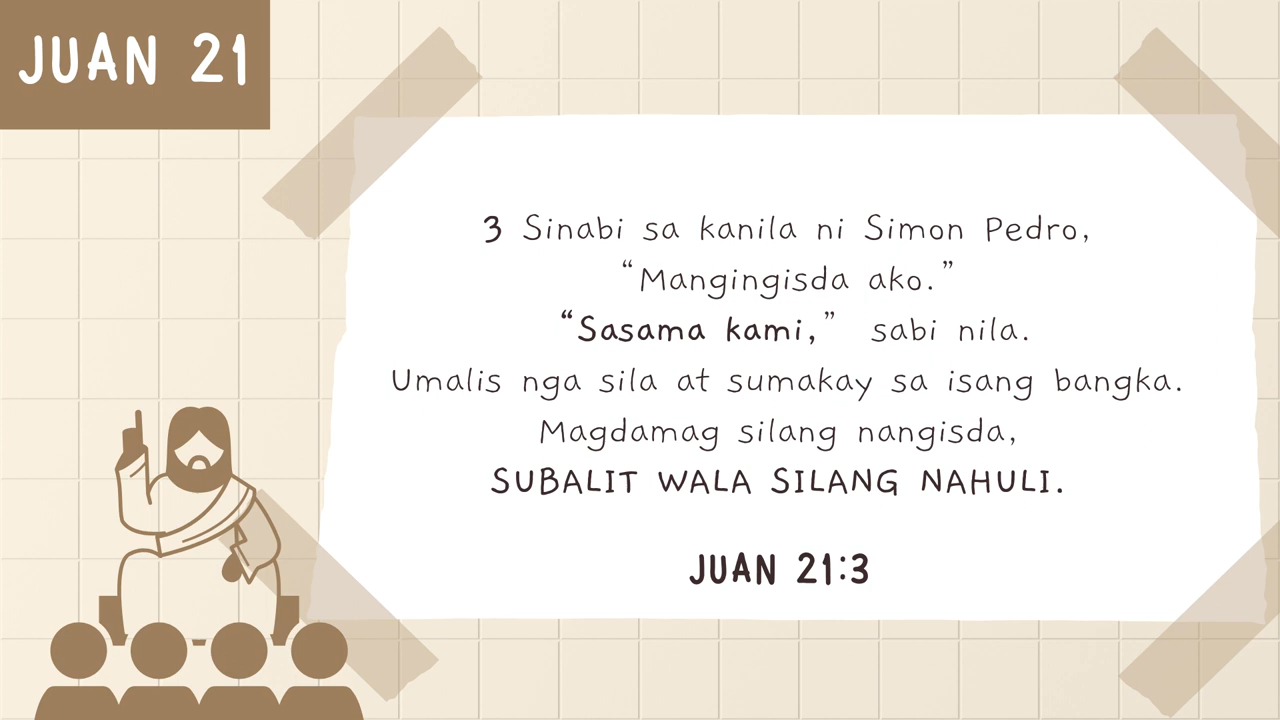 JUAN 21
3 Sinabi sa kanila ni Simon Pedro,
“Mangingisda ako.”
“Sasama kami,” sabi nila.
Umalis nga sila at sumakay sa isang bangka.
Magdamag silang nangisda,
SUBALIT WALA SILANG NAHULI.
JUAN 21:3